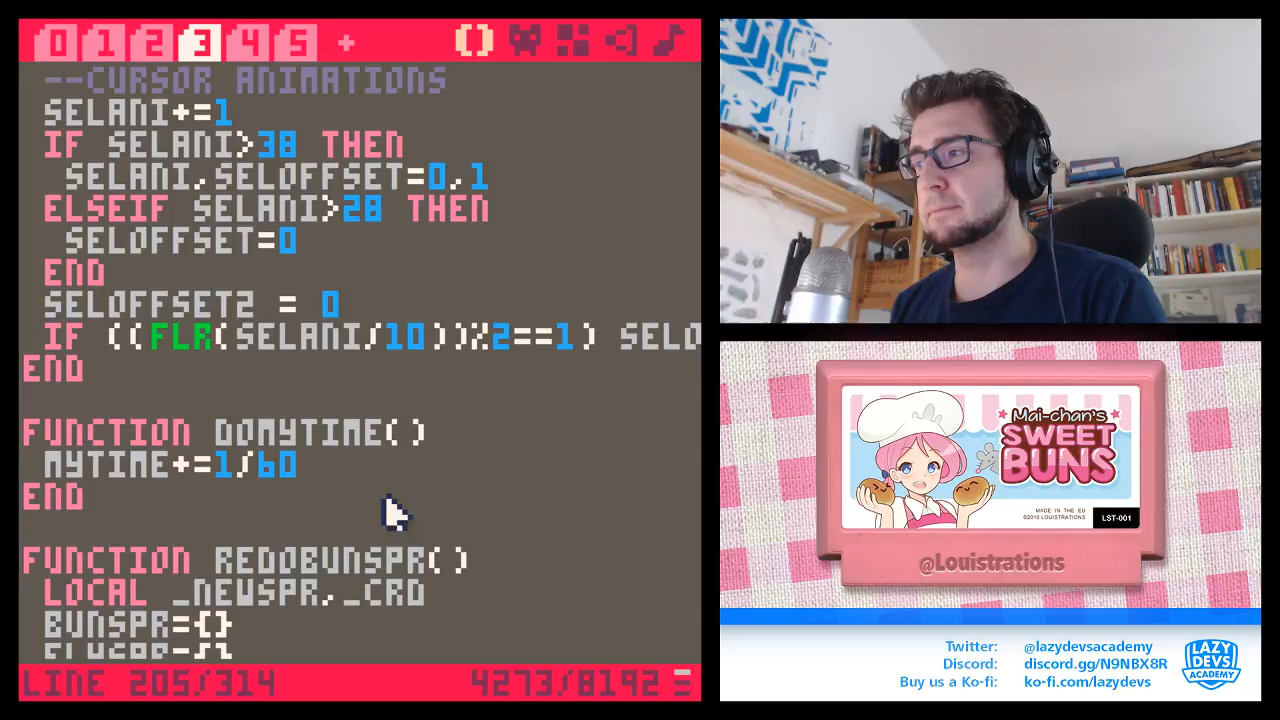 0 1 2 3 4 5 +
--CURSOR ANIMATIONS
SELANI+=1
IF SELANI>38 THEN
SELANI,SELOFFSET=0,1
ELSEIF SELANI>28 THEN
SELOFFSET=0
END
SELOFFSET2 = 0
IF ((FLR(SELANI/10))%2==1) SELO
END
FUNCTION DOMYTIME()
MYTIME+=1/60
END
FUNCTION REDOBUNSPR()
LOCAL _NEWSPR,_CRD
BUNSPR={}
LINE 205/314 4273/8192
Mai-chan's
SWEET
BUNS
MADE IN THE EU
©2018 LOUISTRATIONS
LST-001
@Louistrations
Twitter: @lazydevsacademy
Discord: discord.gg/N9NBX8R
Buy us a Ko-fi: ko-fi.com/lazydevs
LAZY
DEVS
ACADEMY